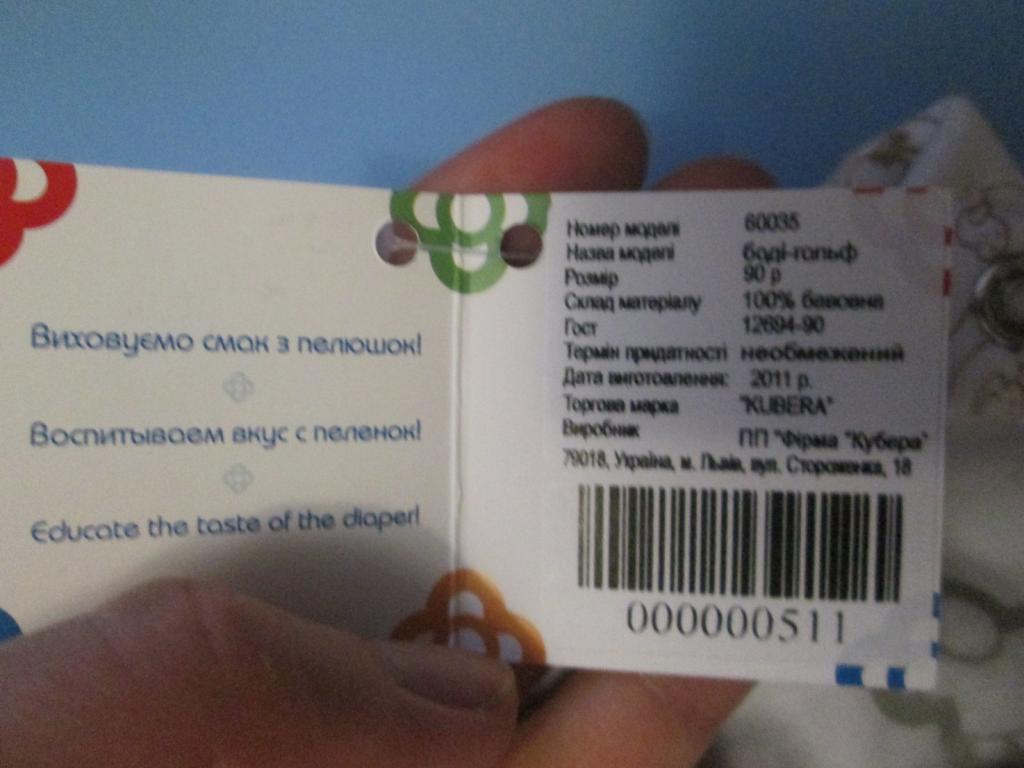 Виховуємо смак з пелюшок!
Воспитываем вкус с пеленок!
Educate the taste of the diaper!
Номер моделі 60035
Назва моделі боді-гольф
Розмір 90 р
Склад матеріалу 100% бавовна
Гост 12694-90
Термін придатності необмежений
Дата виготовлення: 2011 р.
Торгова марка "KUBERA"
Виробник ПП "Фірма "Кубера"
79018, Україна, м. Львів, вул. Стороженка, 18
000000511